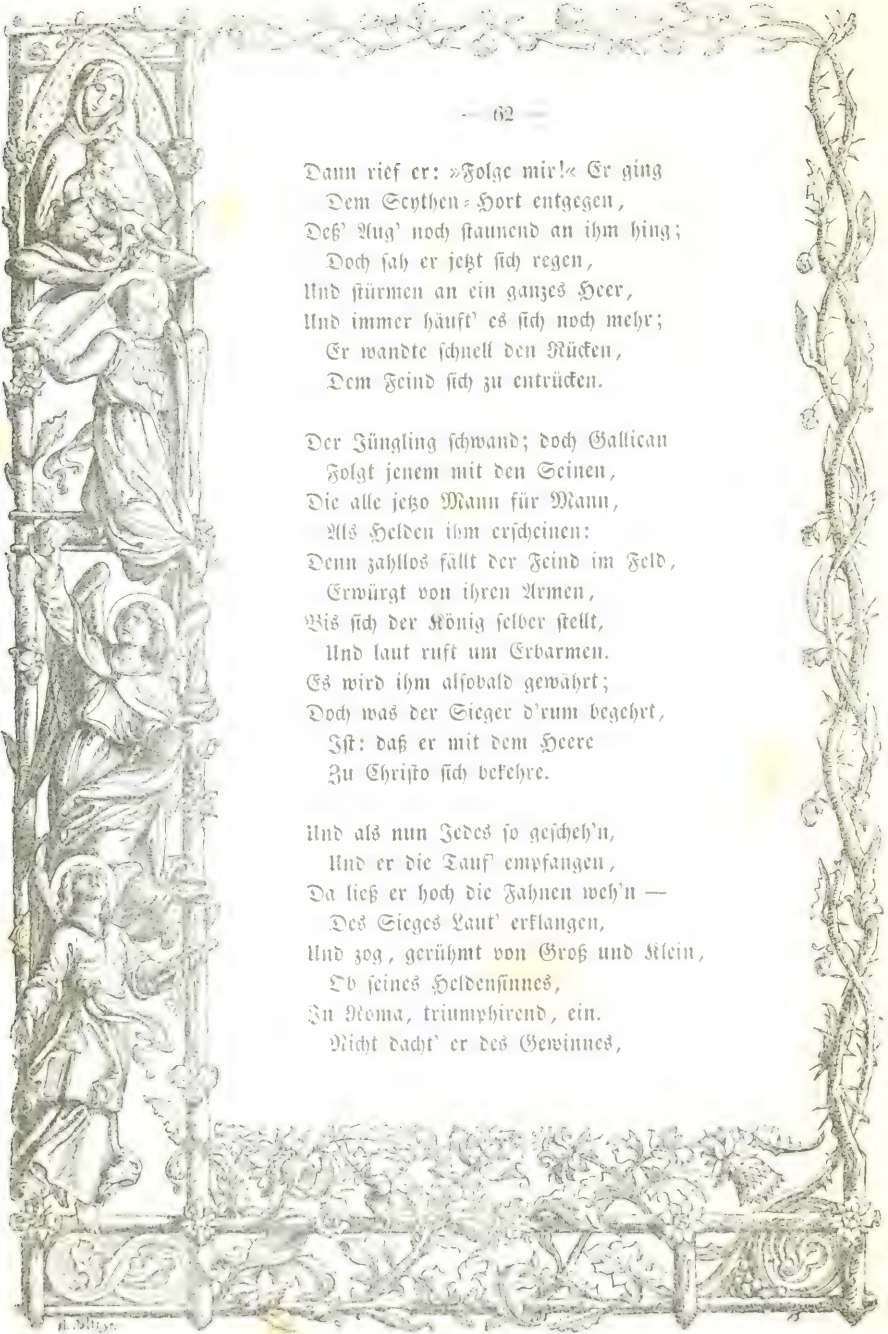 — 62 —
Dann rief er: »Folge mir!« Er ging
Dem Scythen-Hort entgegen,
Deß' Aug' noch staunend an ihm hing;
Doch sah er jetzt sich regen,
Und stürmen an ein ganzes Heer,
Und immer häuft' es sich noch mehr;
Er wandte schnell den Rücken,
Dem Feind sich zu entrücken.
Der Jüngling schwand; doch Gallican
Folgt jenem mit den Seinen,
Die alle jetzo Mann für Mann,
Als Helden ihm erscheinen:
Denn zahllos fällt der Feind im Feld,
Erwürgt von ihren Armen,
Bis sich der König selber stellt,
Und laut ruft um Erbarmen.
Es wird ihm alsobald gewährt;
Doch was der Sieger d'rum begehrt,
Ist: daß er mit dem Heere
Zu Christo sich bekehre.
Und als nun Jedes so gescheh'n,
Und er die Tauf' empfangen,
Da ließ er hoch die Fahnen weh'n —
Des Sieges Laut' erklangen,
Und zog, gerühmt von Groß und Klein,
Ob seines Heldensinnes,
In Roma, triumphirend, ein.
Nicht dacht' er des Gewinnes,